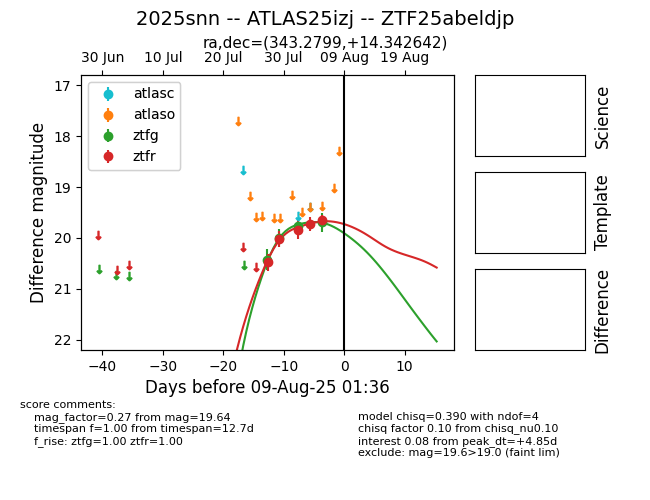 2025snn -- ATLAS25izj -- ZTF25abeldjp
ra,dec=(343.2799,+14.342642)
30 Jun 10 Jul 20 Jul 30 Jul 09 Aug 19 Aug
17
18
19
20
21
22
Difference magnitude
atlasc
atlaso
ztfg
ztfr
−40 −30 −20 −10 0 10
Days before 09-Aug-25 01:36
Science
Template
Difference
score comments:
mag_factor=0.27 from mag=19.64
timespan f=1.00 from timespan=12.7d
f_rise: ztfg=1.00 ztfr=1.00
model chisq=0.390 with ndof=4
chisq factor 0.10 from chisq_nu0.10
interest 0.08 from peak_dt=+4.85d
exclude: mag=19.6>19.0 (faint lim)